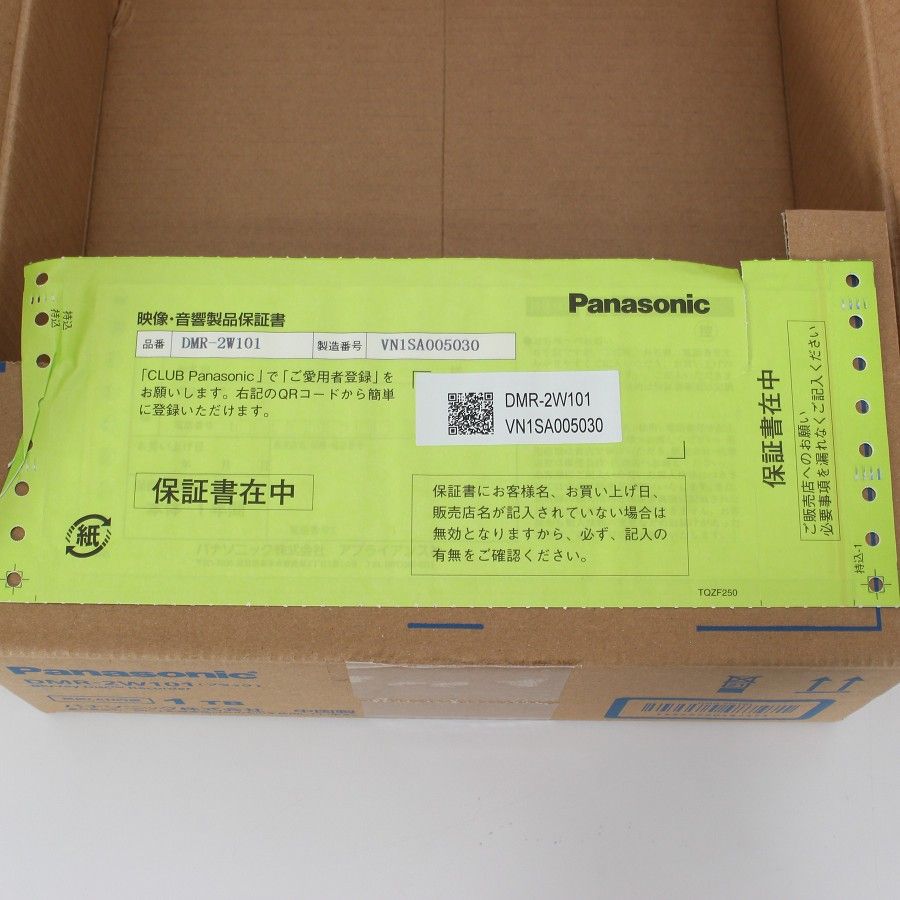 Panasonic
映像・音響製品保証書
品番 DMR-2W101 製造番号 VN1SA005030
「CLUB Panasonic」で「ご愛用者登録」を
お願いします。右記のQRコードから簡単
に登録いただけます。
DMR-2W101
VN1SA005030
保証書在中
保証書にお客様名、お買い上げ日、
販売店名が記入されていない場合は
無効となりますから、必ず、記入の
有無をご確認ください。
紙
TQZF250
持込
持込
保証書在中
ご販売店へのお願い
必要事項を漏れなくご記入ください
持込-1
Panasonic
DMR-2W101
1TB